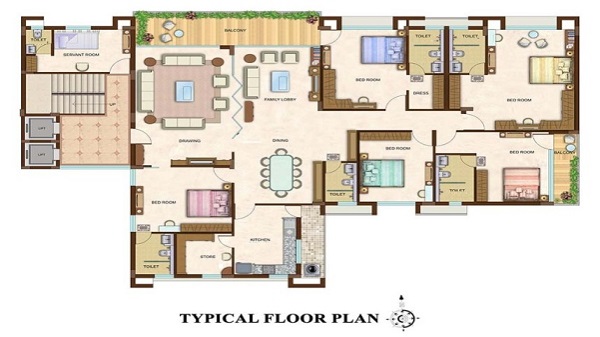 BALCONY
TOILET
SERVANT ROOM
UP
LIFT
LIFT
DRAWING
FAMILY LOBBY
DINING
BED ROOM
TOILET
TOILET
DRESS
BED ROOM
BED ROOM
BED ROOM
BALCONY
TOILET
TOILET
BED ROOM
TOILET
STORE
KITCHEN
TYPICAL FLOOR PLAN